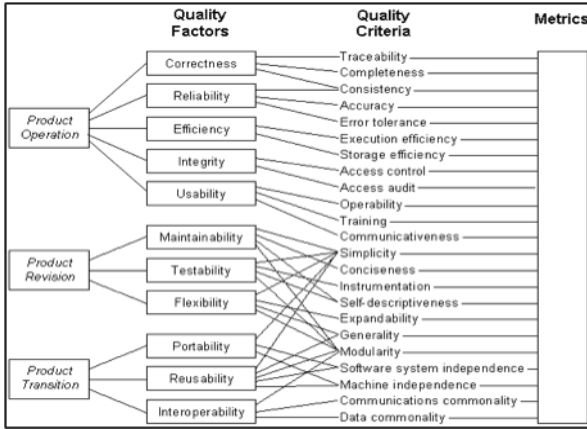 Quality
Factors
Quality
Criteria
Metrics
Product
Operation
Product
Revision
Product
Transition
Correctness
Reliability
Efficiency
Integrity
Usability
Maintainability
Testability
Flexibility
Portability
Reusability
Interoperability
Traceability
Completeness
Consistency
Accuracy
Error tolerance
Execution efficiency
Storage efficiency
Access control
Access audit
Operability
Training
Communicativeness
Simplicity
Conciseness
Instrumentation
Self-descriptiveness
Expandability
Generality
Modularity
Software system independence
Machine independence
Communications commonality
Data commonality